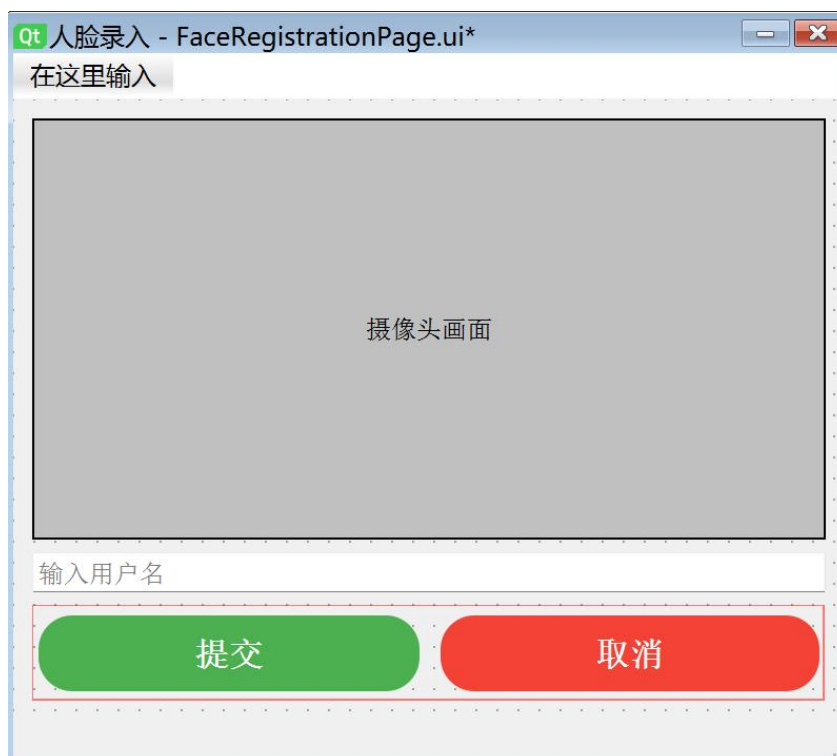 Qt 人脸录入 - FaceRegistrationPage.ui*
在这里输入
摄像头画面
输入用户名
提交 取消